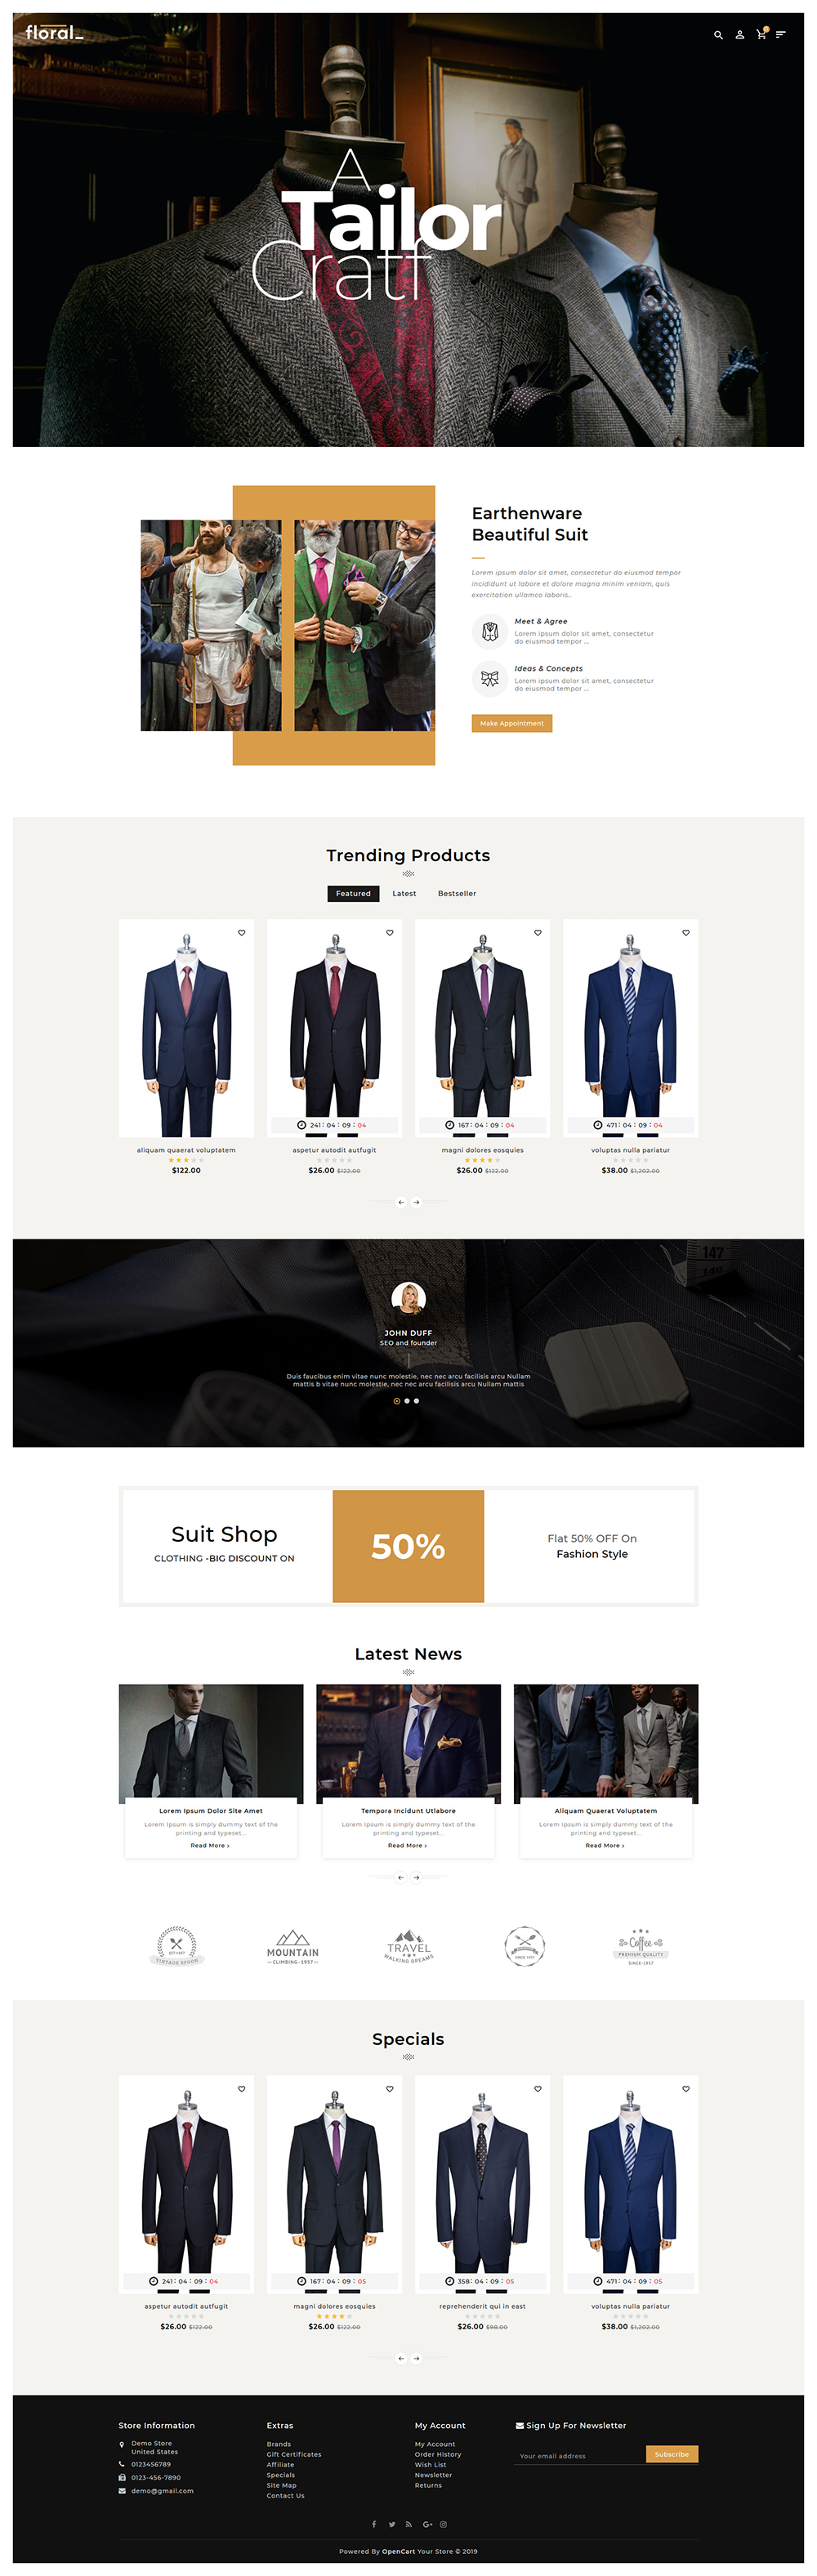 floral_
A
Tailor
Cratf
Earthenware
Beautiful Suit
Lorem ipsum dolor sit amet, consectetur do eiusmod tempor
incididunt ut labore et dolore magna minim veniam, quis
exercitation ullamco laboris..
Meet & Agree
Lorem ipsum dolor sit amet, consectetur
do eiusmod tempor ...
Ideas & Concepts
Lorem ipsum dolor sit amet, consectetur
do eiusmod tempor ...
Make Appointment
Trending Products
Featured Latest Bestseller
241: 04 : 09 : 04
167: 04 : 09 : 04
471: 04 : 09 : 04
aliquam quaerat voluptatem
$122.00
aspetur autodit autfugit
$26.00 $122.00
magni dolores eosquies
$26.00 $122.00
voluptas nulla pariatur
$38.00 $1,202.00
147
JOHN DUFF
SEO and founder
Duis faucibus enim vitae nunc molestie, nec nec arcu facilisis arcu Nullam
mattis b vitae nunc molestie, nec nec arcu facilisis arcu Nullam mattis
Suit Shop
CLOTHING -BIG DISCOUNT ON
50%
Flat 50% OFF On
Fashion Style
Latest News
Lorem Ipsum Dolor Site Amet
Lorem Ipsum is simply dummy text of the
printing and typeset...
Read More ›
Tempora Incidunt Utlabore
Lorem Ipsum is simply dummy text of the
printing and typeset...
Read More ›
Aliquam Quaerat Voluptatem
Lorem Ipsum is simply dummy text of the
printing and typeset...
Read More ›
VINTAGE SPOON
MOUNTAIN
—CLIMBING-1957—
TRAVEL
WALKING DREAMS
SINCE 1957
Coffee
PREMIUM QUALITY
SINCE-1957
Specials
241: 04 : 09 : 04
167: 04 : 09 : 05
358: 04 : 09 : 05
471: 04 : 09 : 05
aspetur autodit autfugit
$26.00 $122.00
magni dolores eosquies
$26.00 $122.00
reprehenderit qui in east
$26.00 $98.00
voluptas nulla pariatur
$38.00 $1,202.00
Store Information
Demo Store
United States
0123456789
0123-456-7890
demo@gmail.com
Extras
Brands
Gift Certificates
Affiliate
Specials
Site Map
Contact Us
My Account
My Account
Order History
Wish List
Newsletter
Returns
Sign Up For Newsletter
Your email address
Subscribe
Powered By OpenCart Your Store © 2019